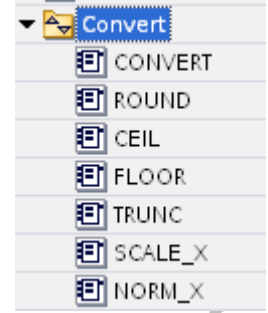 Convert
CONVERT
ROUND
CEIL
FLOOR
TRUNC
SCALE_X
NORM_X